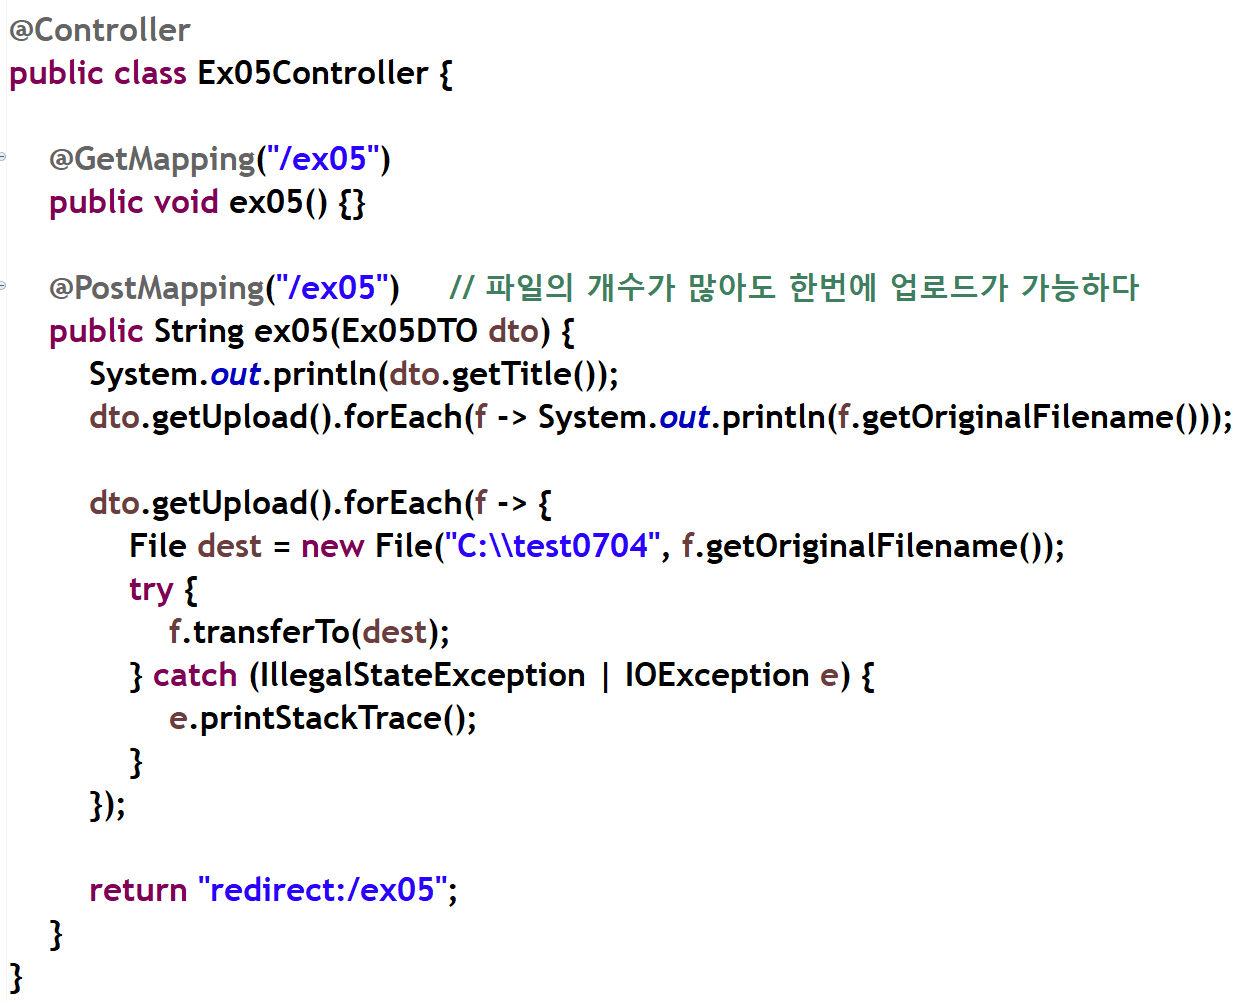 @Controller
public class Ex05Controller {
@GetMapping("/ex05")
public void ex05() {}
@PostMapping("/ex05") // 파일의 개수가 많아도 한번에 업로드가 가능하다
public String ex05(Ex05DTO dto) {
System.out.println(dto.getTitle());
dto.getUpload().forEach(f -> System.out.println(f.getOriginalFilename()));
dto.getUpload().forEach(f -> {
File dest = new File("C:\\test0704", f.getOriginalFilename());
try {
f.transferTo(dest);
} catch (IllegalStateException | IOException e) {
e.printStackTrace();
}
});
return "redirect:/ex05";
}
}